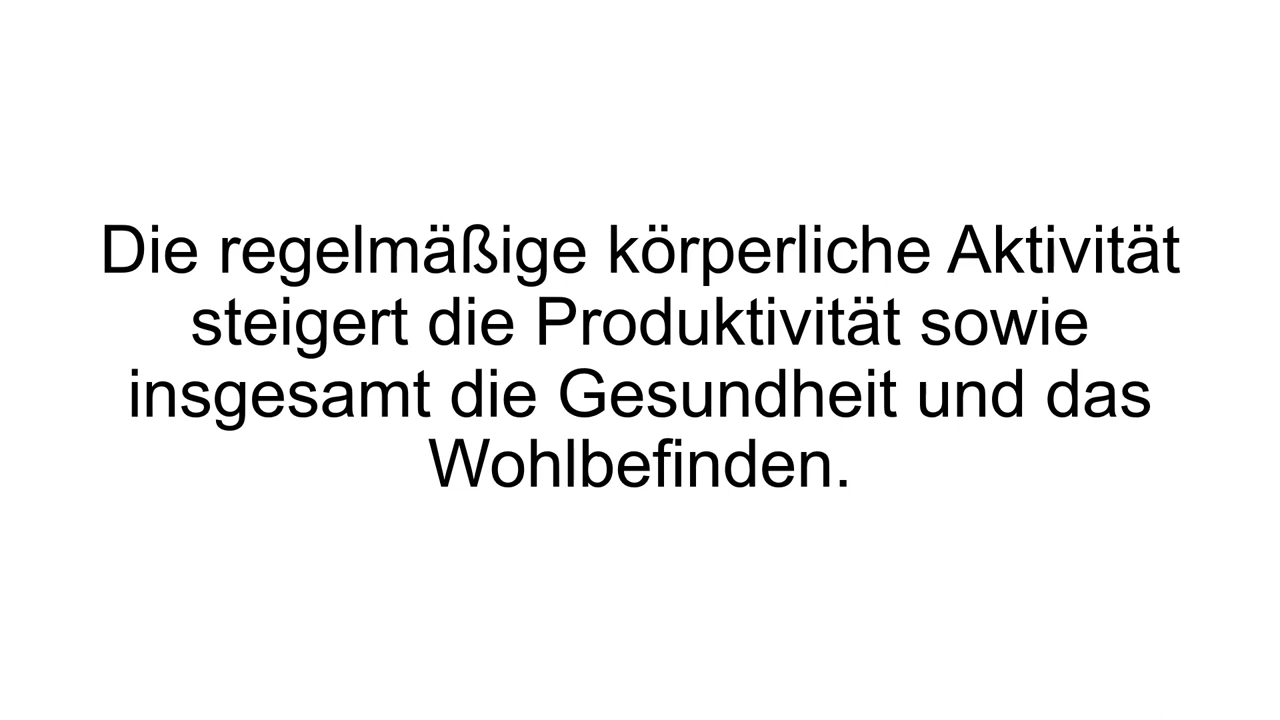 Die regelmäßige körperliche Aktivität
steigert die Produktivität sowie
insgesamt die Gesundheit und das
Wohlbefinden.